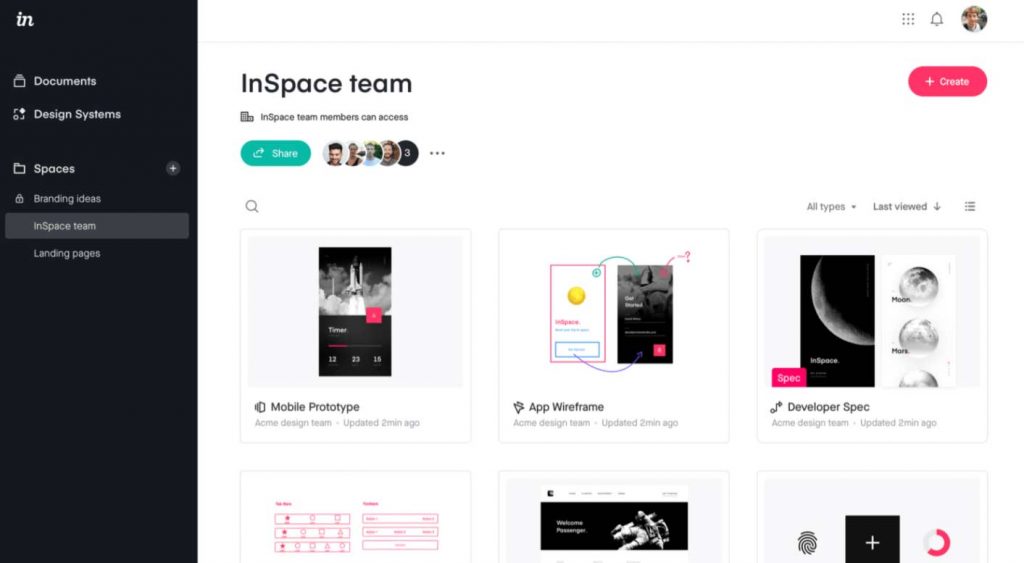 in
Documents
Design Systems
Spaces
Branding ideas
InSpace team
Landing pages
InSpace team
+ Create
InSpace team members can access
Share
3
All types
Last viewed
Timer.
12 23 15
Mobile Prototype
Acme design team • Updated 2min ago
?
InSpace.
Get
Started.
App Wireframe
Acme design team • Updated 2min ago
InSpace.
Moon.
Mars.
Spec
Developer Spec
Acme design team • Updated 2min ago
Welcome
Passenger.